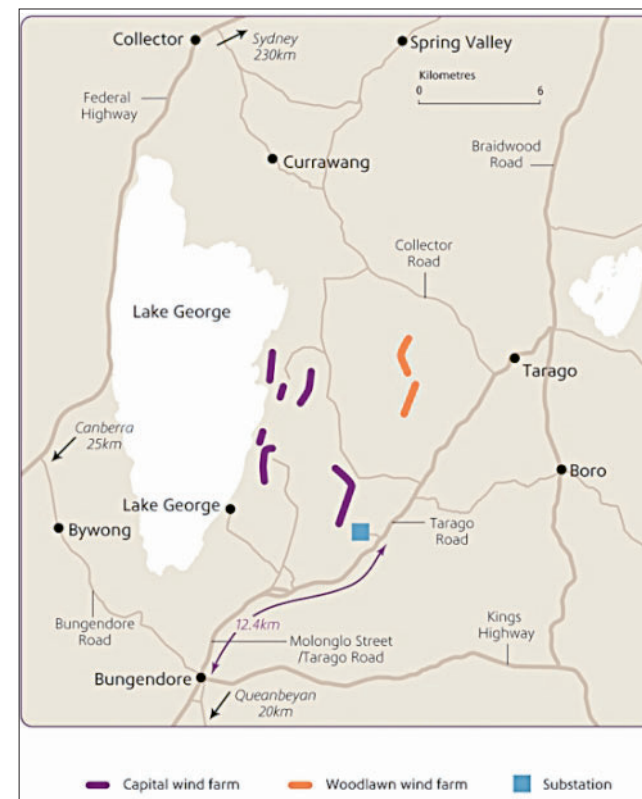 Collector
Sydney
230km
Spring Valley
Kilometres
0 6
Federal
Highway
Braidwood
Road
Currawang
Collector
Road
Lake George
Tarago
Canberra
25km
Boro
Lake George
Bywong
Tarago
Road
Bungendore
Road
12.4km
Kings
Highway
Molonglo Street
/Tarago Road
Bungendore
Queanbeyan
20km
Capital wind farm
Woodlawn wind farm
Substation